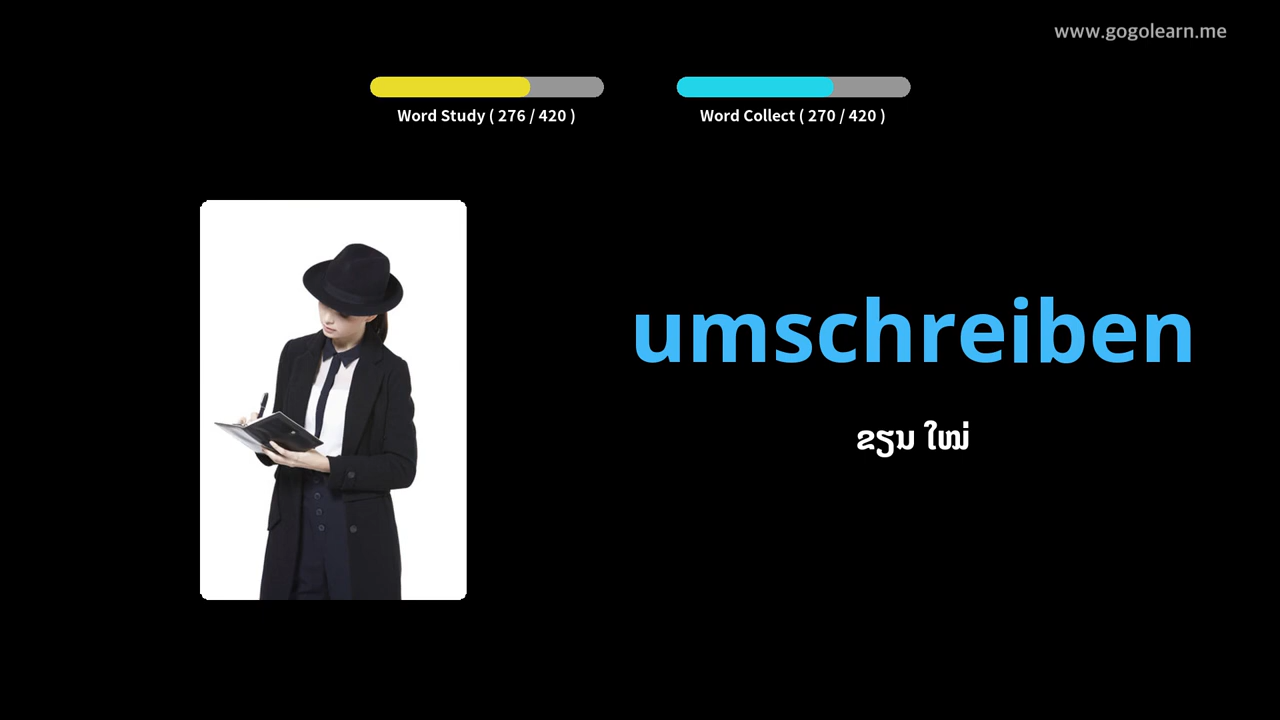 www.gogolearn.me
Word Study ( 276 / 420 )
Word Collect ( 270 / 420 )
umschreiben
ຂຽນ ໃໝ່